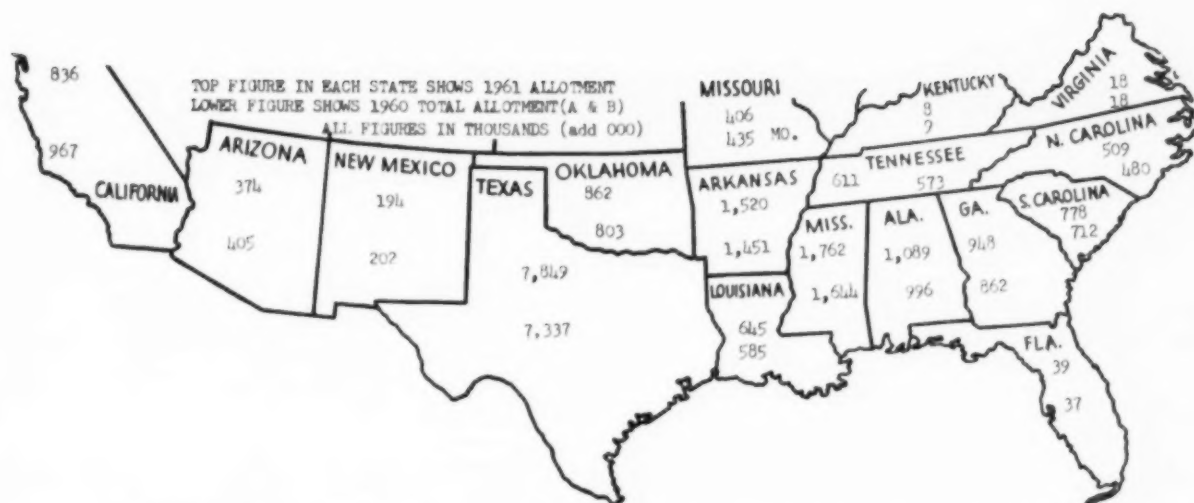 836
967
CALIFORNIA
TOP FIGURE IN EACH STATE SHOWS 1961 ALLOTMENT
LOWER FIGURE SHOWS 1960 TOTAL ALLOTMENT(A & B)
ALL FIGURES IN THOUSANDS (add 000)
ARIZONA
374
405
NEW MEXICO
194
202
TEXAS
7,849
7,337
OKLAHOMA
862
803
MISSOURI
406
435 MO.
ARKANSAS
1,520
1,451
LOUISIANA
645
585
KENTUCKY
8
9
TENNESSEE
611 573
MISS.
1,762
1,644
ALA.
1,089
996
GA.
948
862
VIRGINIA
18
18
N. CAROLINA
509
480
S. CAROLINA
778
712
FLA.
39
37